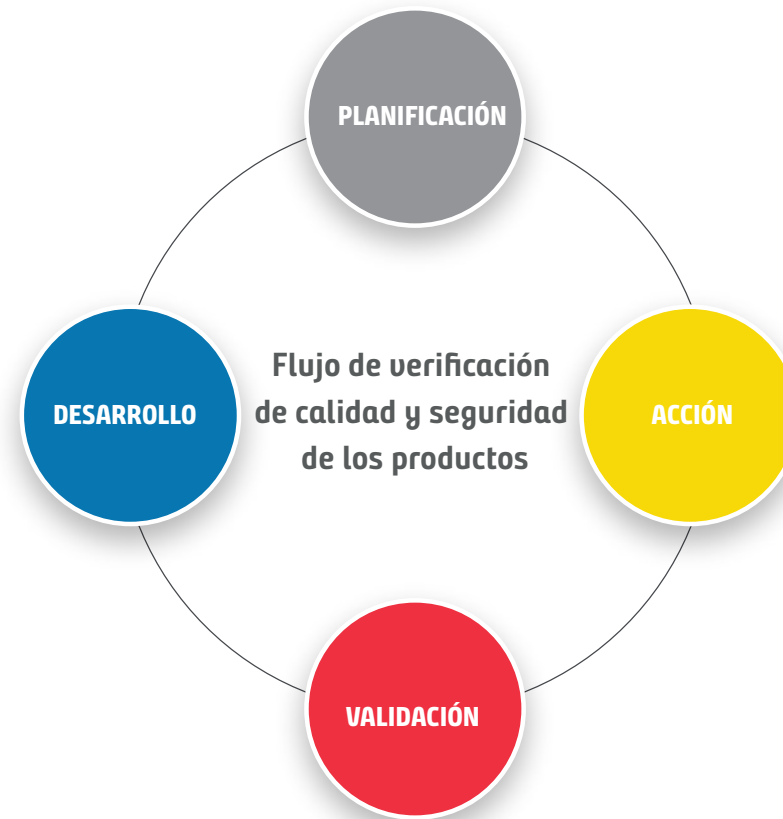 PLANIFICACIÓN
Flujo de verificación
de calidad y seguridad
de los productos
DESARROLLO
ACCIÓN
VALIDACIÓN